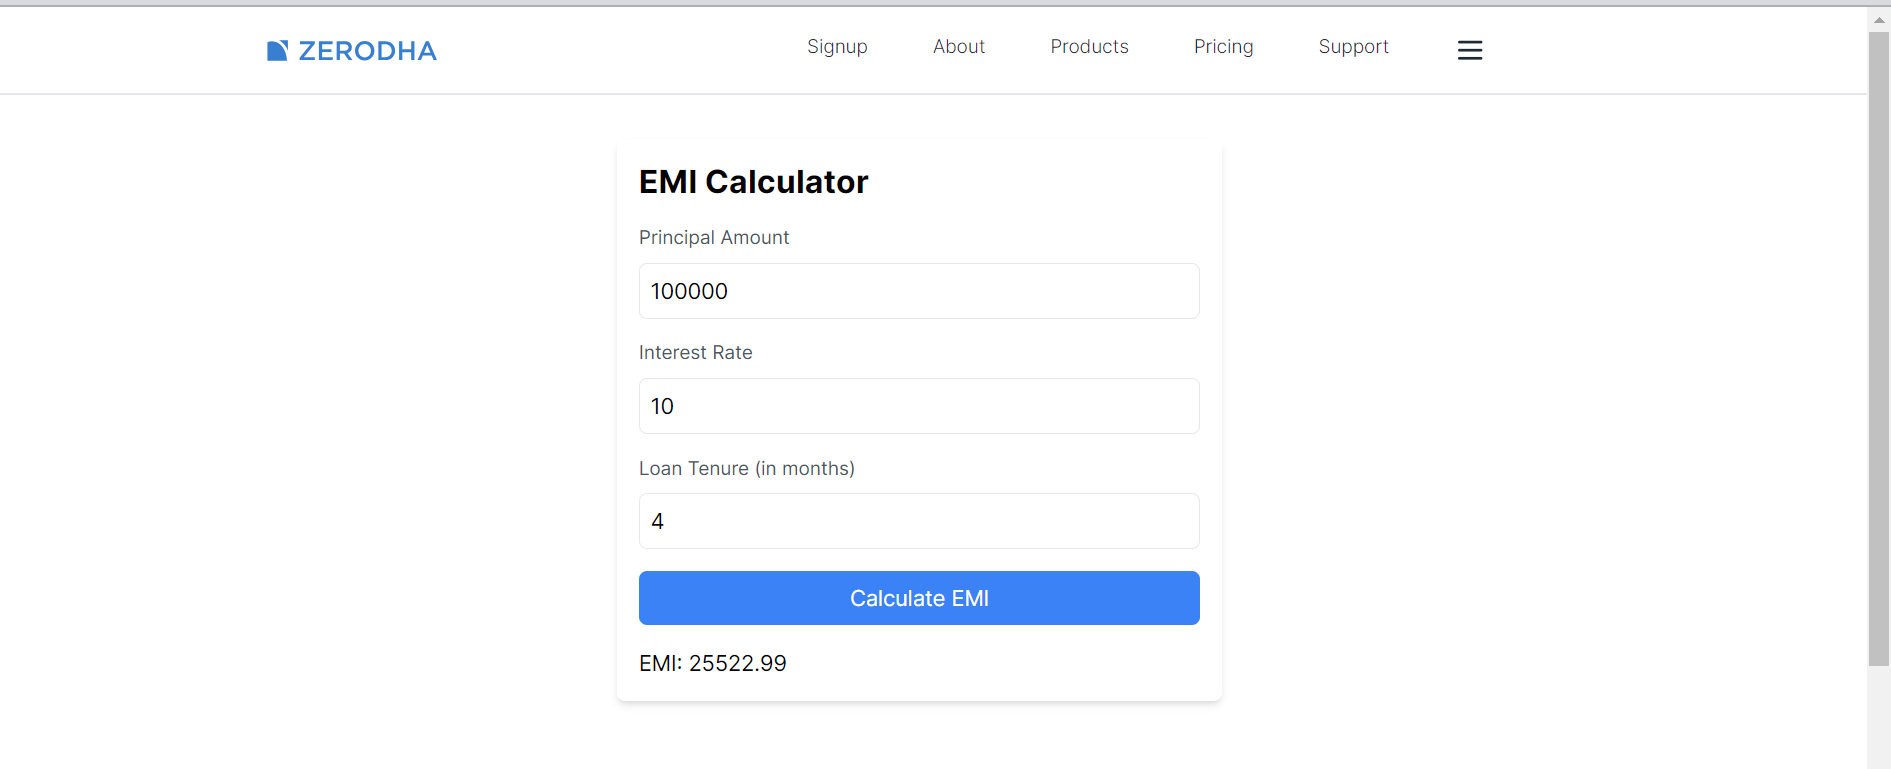 ZERODHA Signup About Products Pricing Support
EMI Calculator
Principal Amount
100000
Interest Rate
10
Loan Tenure (in months)
4
Calculate EMI
EMI: 25522.99